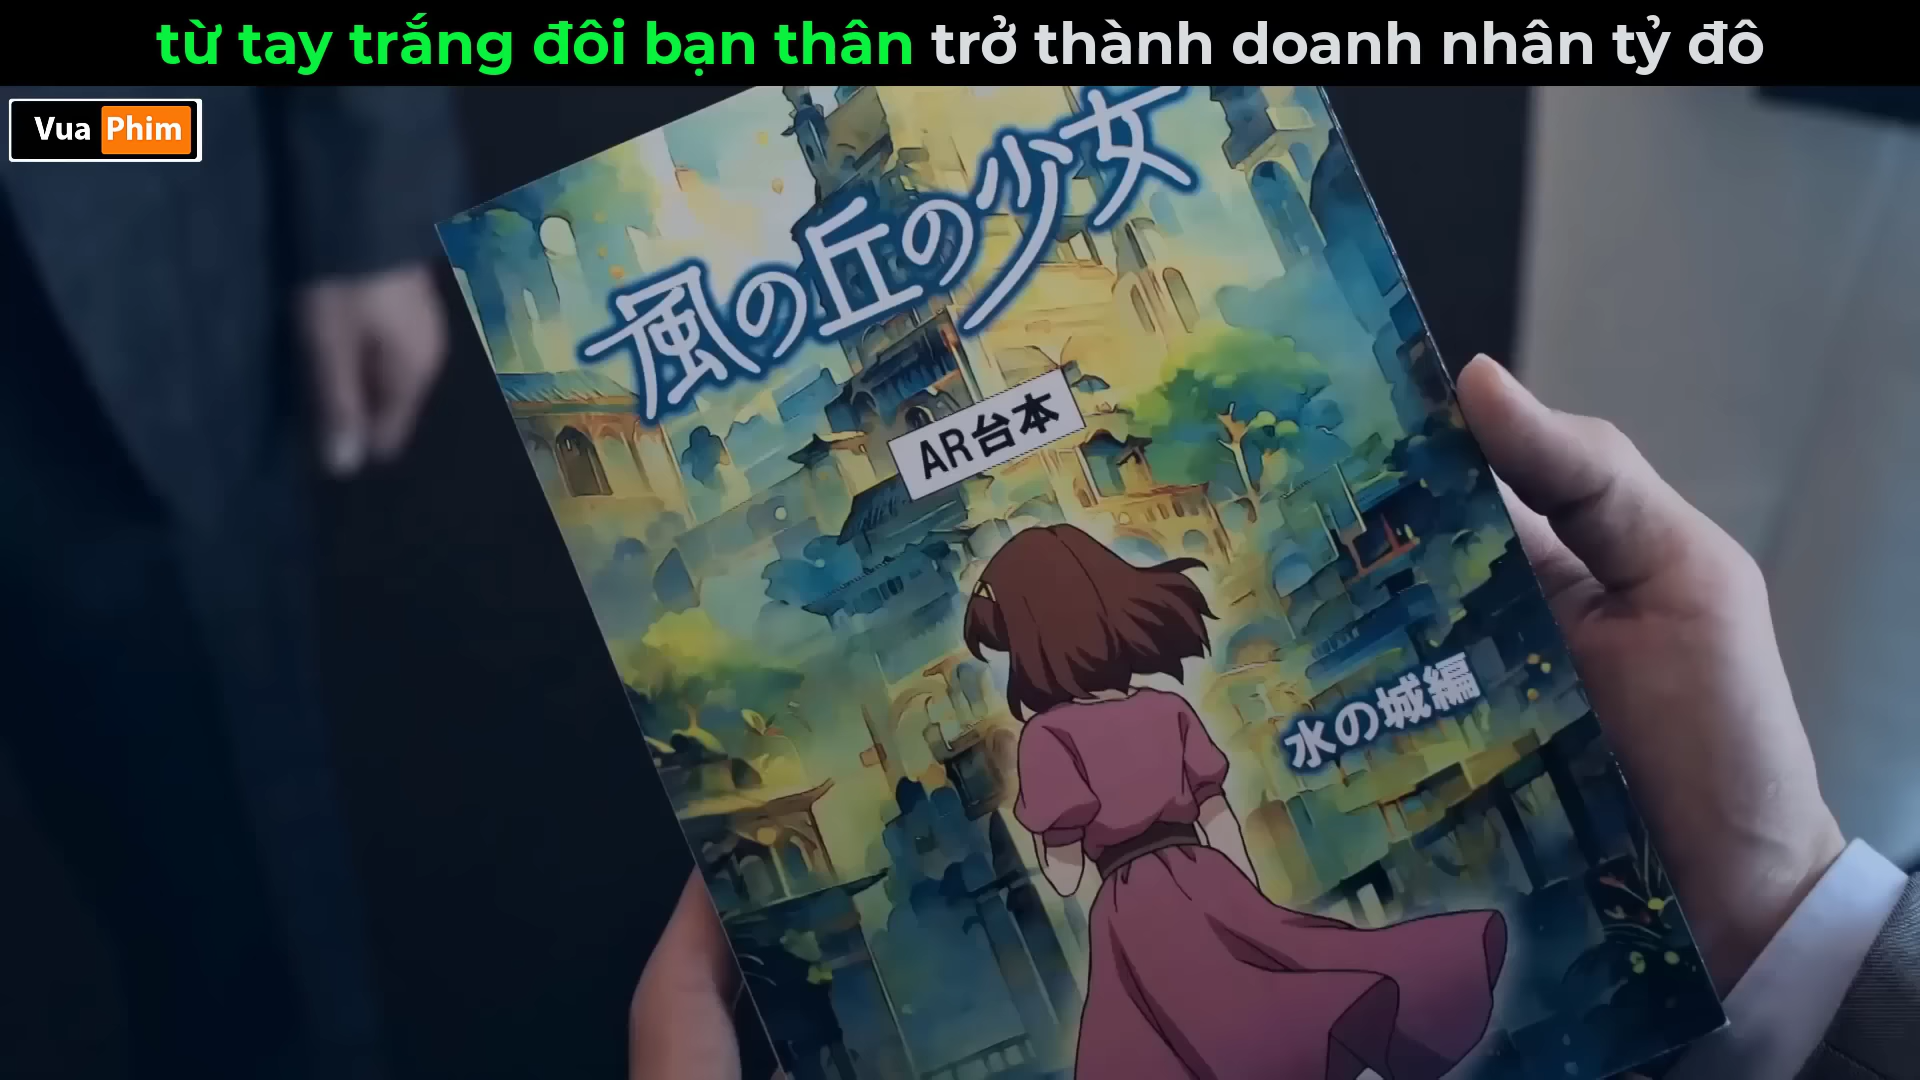 từ tay trắng đôi bạn thân trở thành doanh nhân tỷ đô
Vua Phim
風の丘の少女
AR台本
水の城編